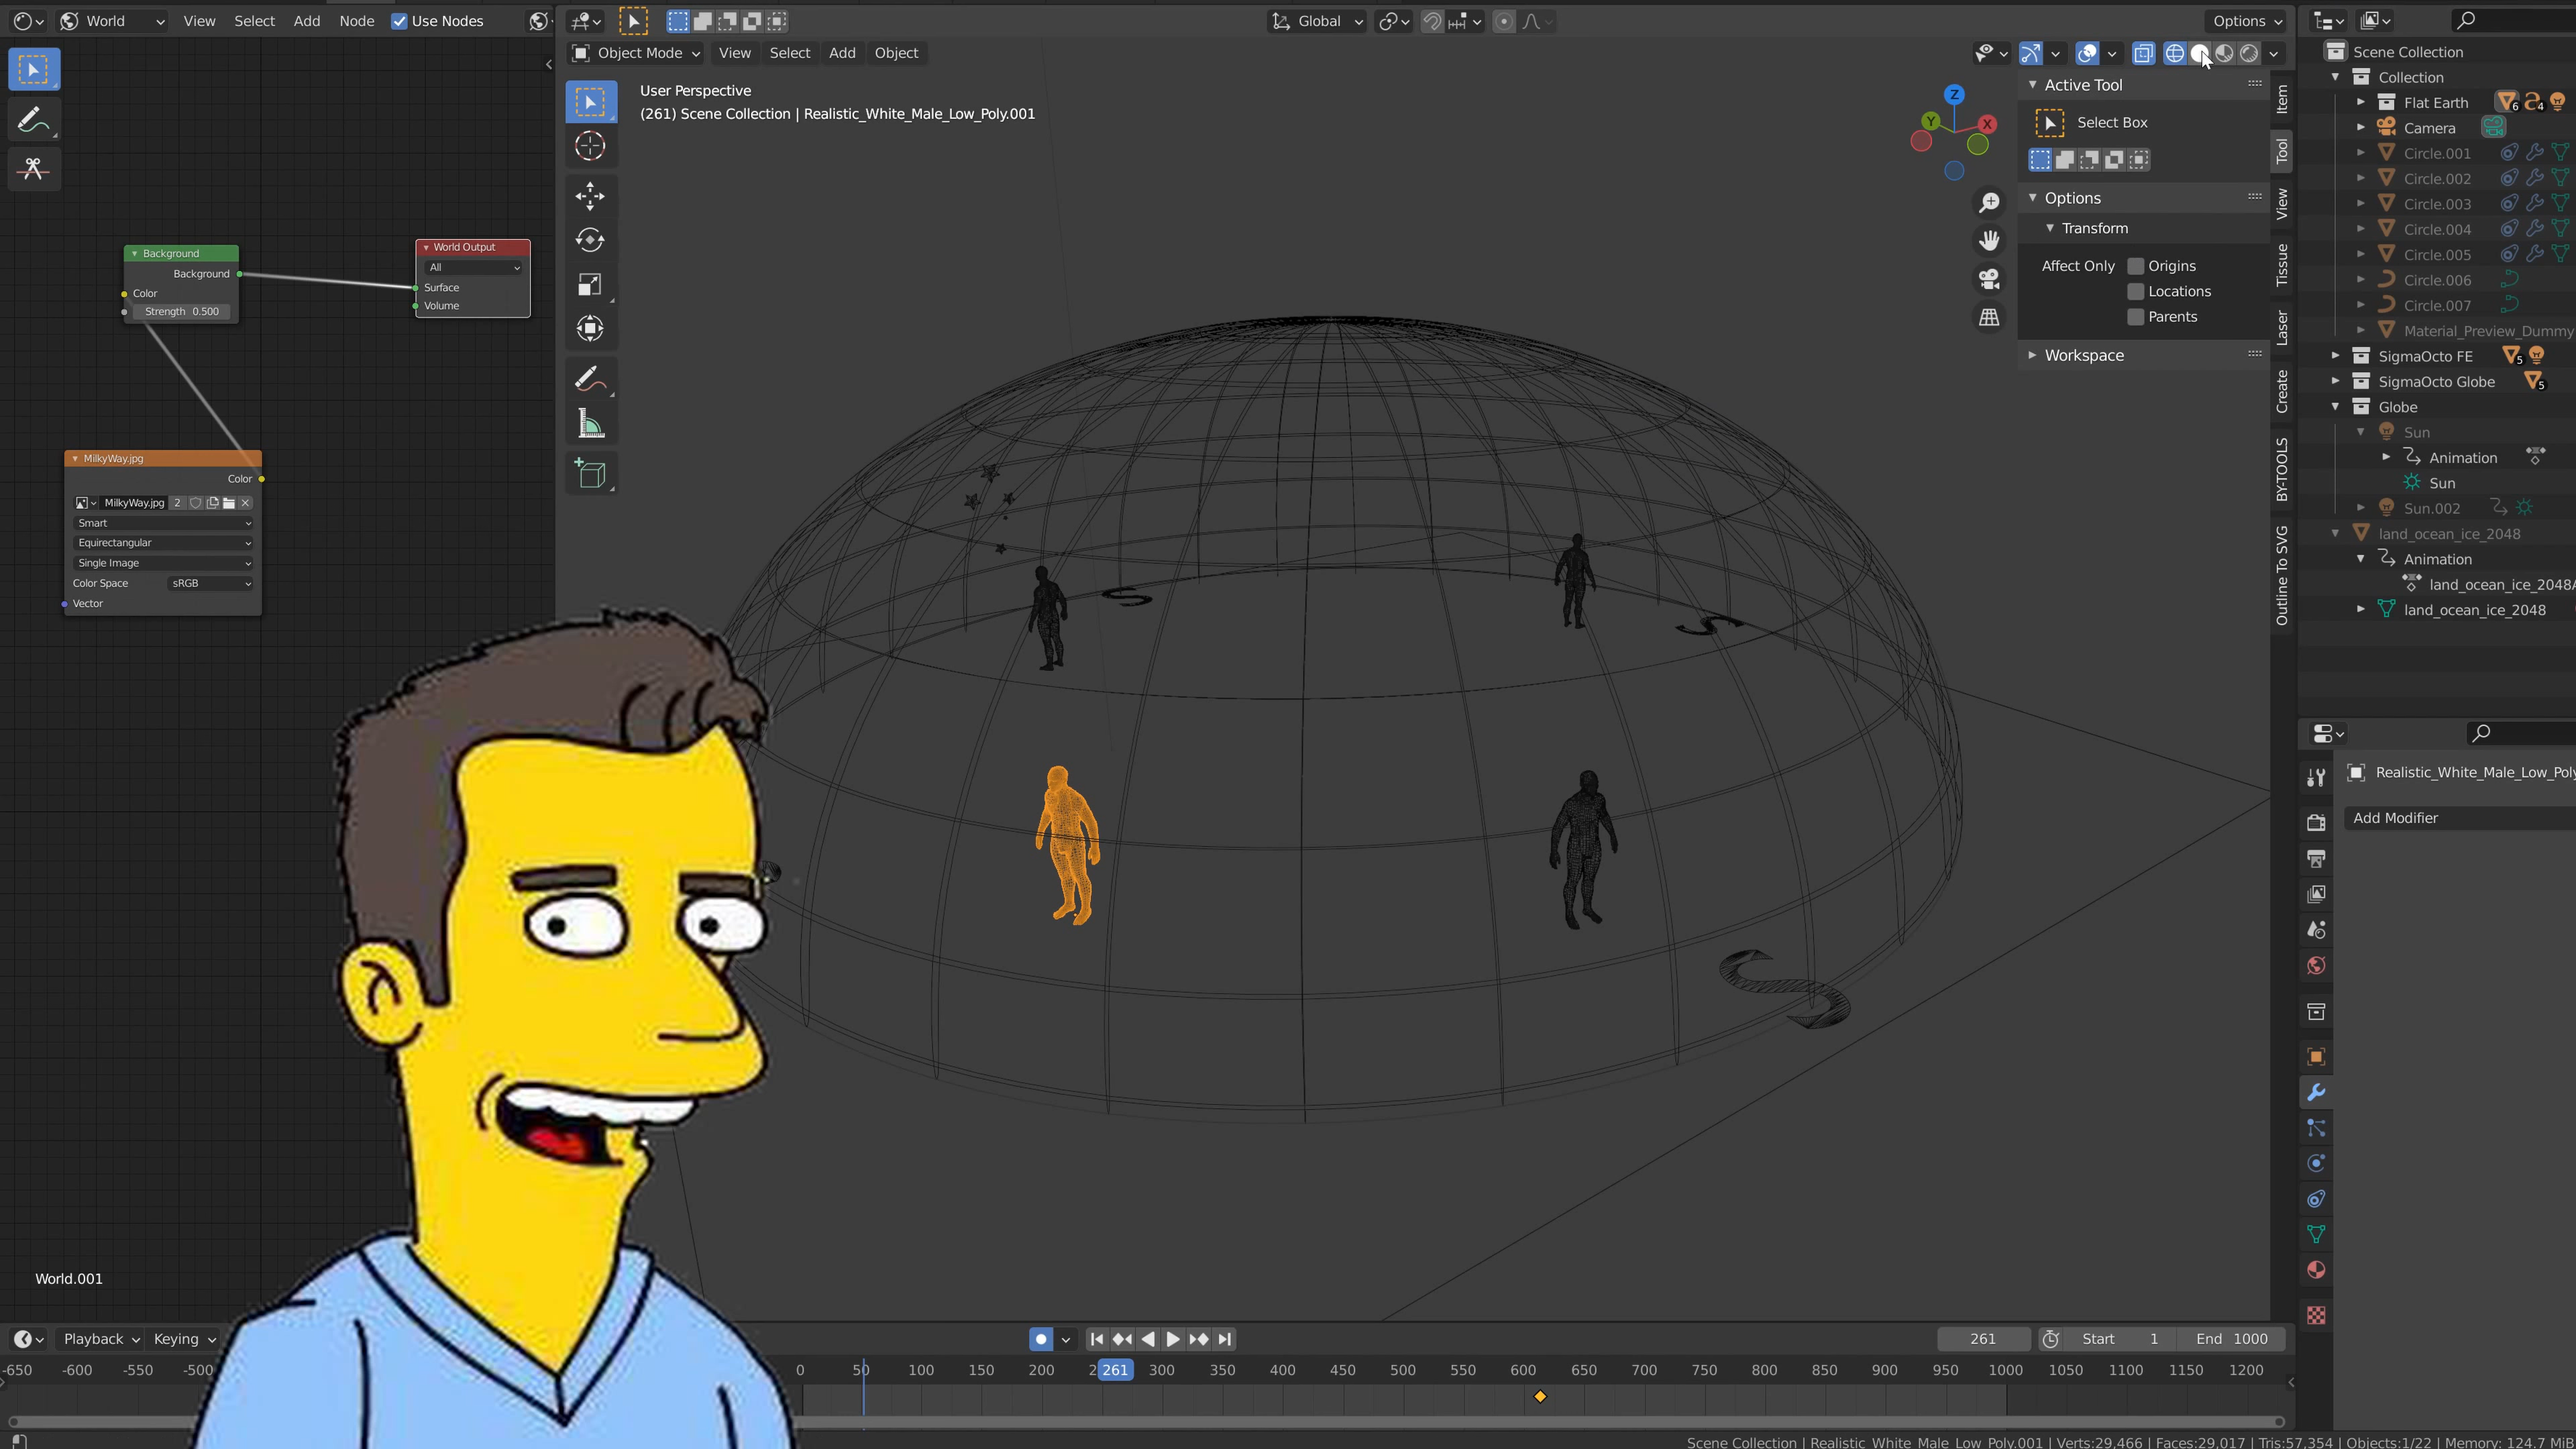 World View Select Add Node Use Nodes
Global
Options
Object Mode View Select Add Object
User Perspective
(261) Scene Collection | Realistic_White_Male_Low_Poly.001
Background
Background
Color
Strength 0.500
World Output
All
Surface
Volume
MilkyWay.jpg
Color
MilkyWay.jpg 2
Smart
Equirectangular
Single Image
Color Space sRGB
Vector
World.001
Z
Y
X
Active Tool
Select Box
Options
Transform
Affect Only Origins
Locations
Parents
Workspace
Item
Tool
View
Tissue
Laser
Create
BY-TOOLS
Outline To SVG
Scene Collection
Collection
Flat Earth 6 4
Camera
Circle.001
Circle.002
Circle.003
Circle.004
Circle.005
Circle.006
Circle.007
Material_Preview_Dummy
SigmaOcto FE 5
SigmaOcto Globe 5
Globe
Sun
Animation
Sun
Sun.002
land_ocean_ice_2048
Animation
land_ocean_ice_2048A
land_ocean_ice_2048
Realistic_White_Male_Low_Poly
Add Modifier
S
S
S
Playback Keying
261 Start 1 End 1000
-650 -600 -550 -500 0 50 100 150 200 261 300 350 400 450 500 550 600 650 700 750 800 850 900 950 1000 1050 1100 1150 1200
Scene Collection | Realistic_White_Male_Low_Poly.001 | Verts:29,466 | Faces:29,017 | Tris:57,354 | Objects:1/22 | Memory: 124.7